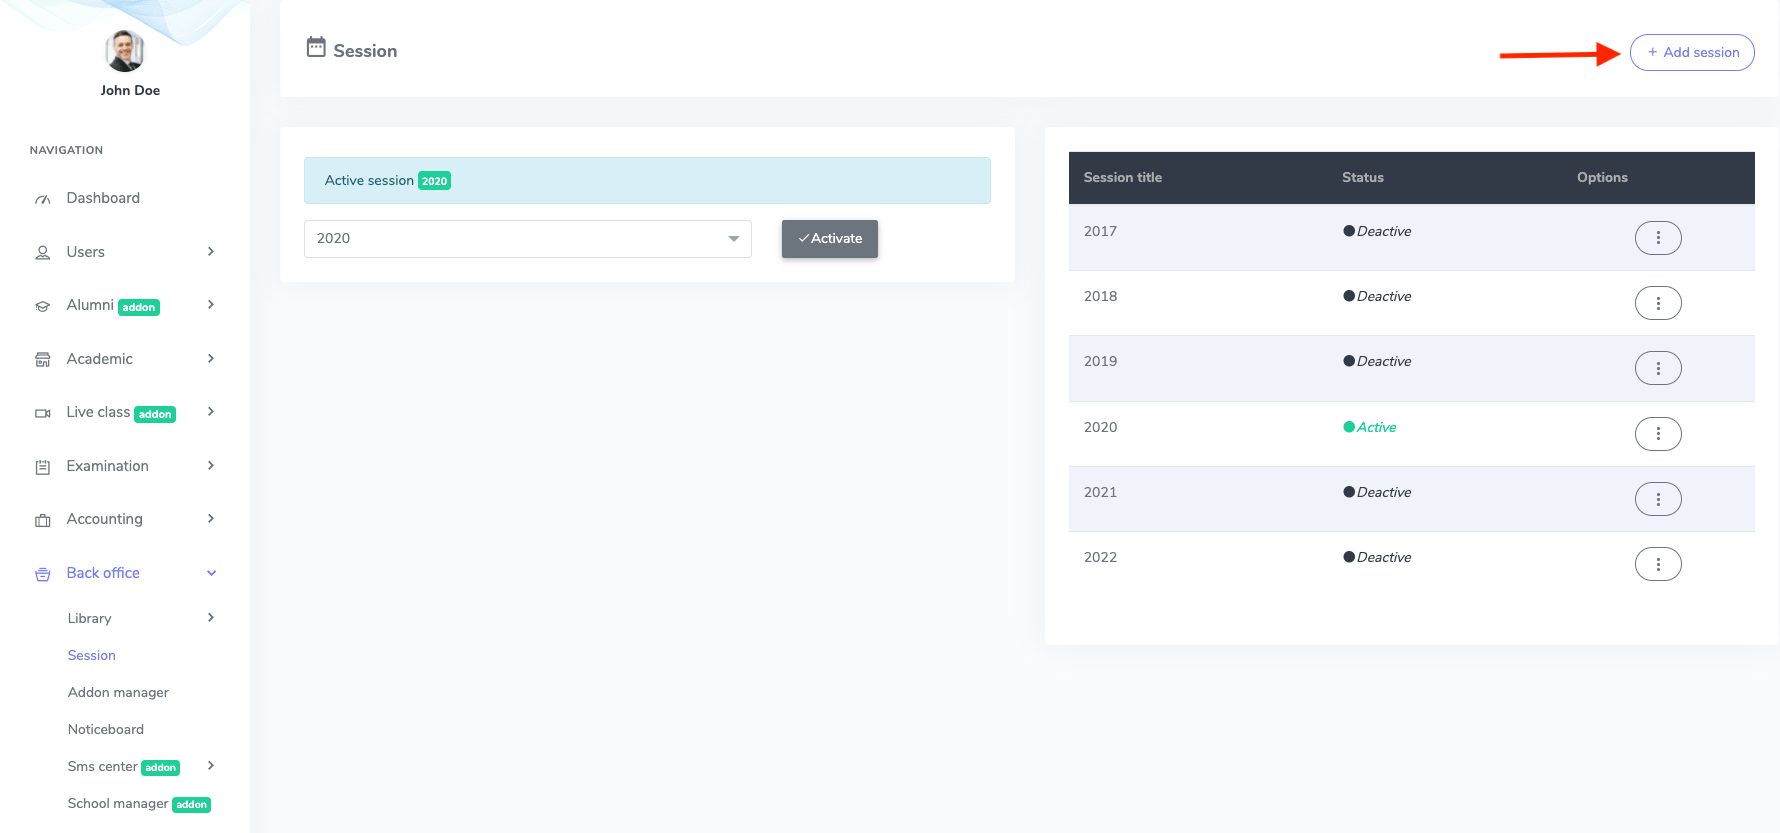 John Doe
NAVIGATION
Dashboard
Users
Alumni addon
Academic
Live class addon
Examination
Accounting
Back office
Library
Session
Addon manager
Noticeboard
Sms center addon
School manager addon
Session
+ Add session
Active session 2020
2020
✓Activate
Session title Status Options
2017 Deactive
2018 Deactive
2019 Deactive
2020 Active
2021 Deactive
2022 Deactive